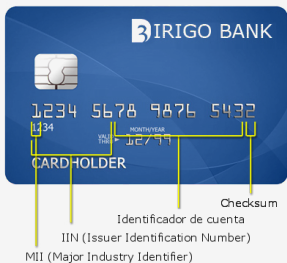 3IRIGO BANK
1234 5678 9876 5432
1234
MONTH/YEAR
VALID THRU 12/99
CARDHOLDER
Checksum
Identificador de cuenta
IIN (Issuer Identification Number)
MII (Major Industry Identifier)